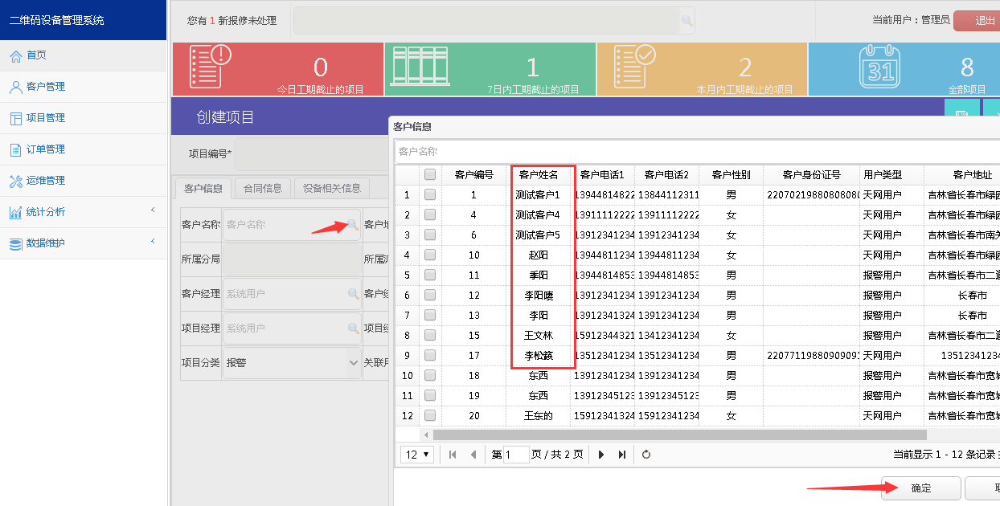 二维码设备管理系统
您有 1 新报修未处理
当前用户：管理员
退出
首页
客户管理
项目管理
订单管理
运维管理
统计分析
数据维护
0
今日工期截止的项目
1
7日内工期截止的项目
2
本月内工期截止的项目
31
8
全部项目
创建项目
项目编号*
客户信息 合同信息 设备相关信息
客户名称 客户名称
所属分局
客户经理 系统用户
项目经理 系统用户 项目经
项目分类 报警
客户信息
客户名称
客户编号 客户姓名 客户电话1 客户电话2 客户性别 客户身份证号 用户类型 客户地址
1 1 测试客户1 13944814822 13844112311 男 22070219880808080 天网用户 吉林省长春市绿园
2 4 测试客户4 13911112222 13911112222 女 天网用户 吉林省长春市绿园
3 6 测试客户5 13912341234 13912341234 女 天网用户 吉林省长春市南关
4 10 赵阳 13944811234 13944811234 女 天网用户 吉林省长春市绿园
5 11 季阳 13944814853 13944814853 男 报警用户 吉林省长春市二道
6 12 李阳 13912341234 13912341234 男 报警用户 长春市
7 13 李阳 13912341324 13912341234 男 报警用户 长春市
8 15 王文林 15912344321 13412341234 女 报警用户 吉林省长春市二道
9 17 李松 13512341234 13512341234 男 22077119880909091 天网用户 13512341234
10 18 东西 13912341234 13912341234 男 报警用户 吉林省长春市宽城
11 19 东西 13912345123 13912345123 男 报警用户 吉林省长春市宽城
12 20 王东的 15912341324 15912341234 女 天网用户 吉林省长春市宽城
12 第 1 页 / 共 2 页 当前显示 1 - 12 条记录
确定